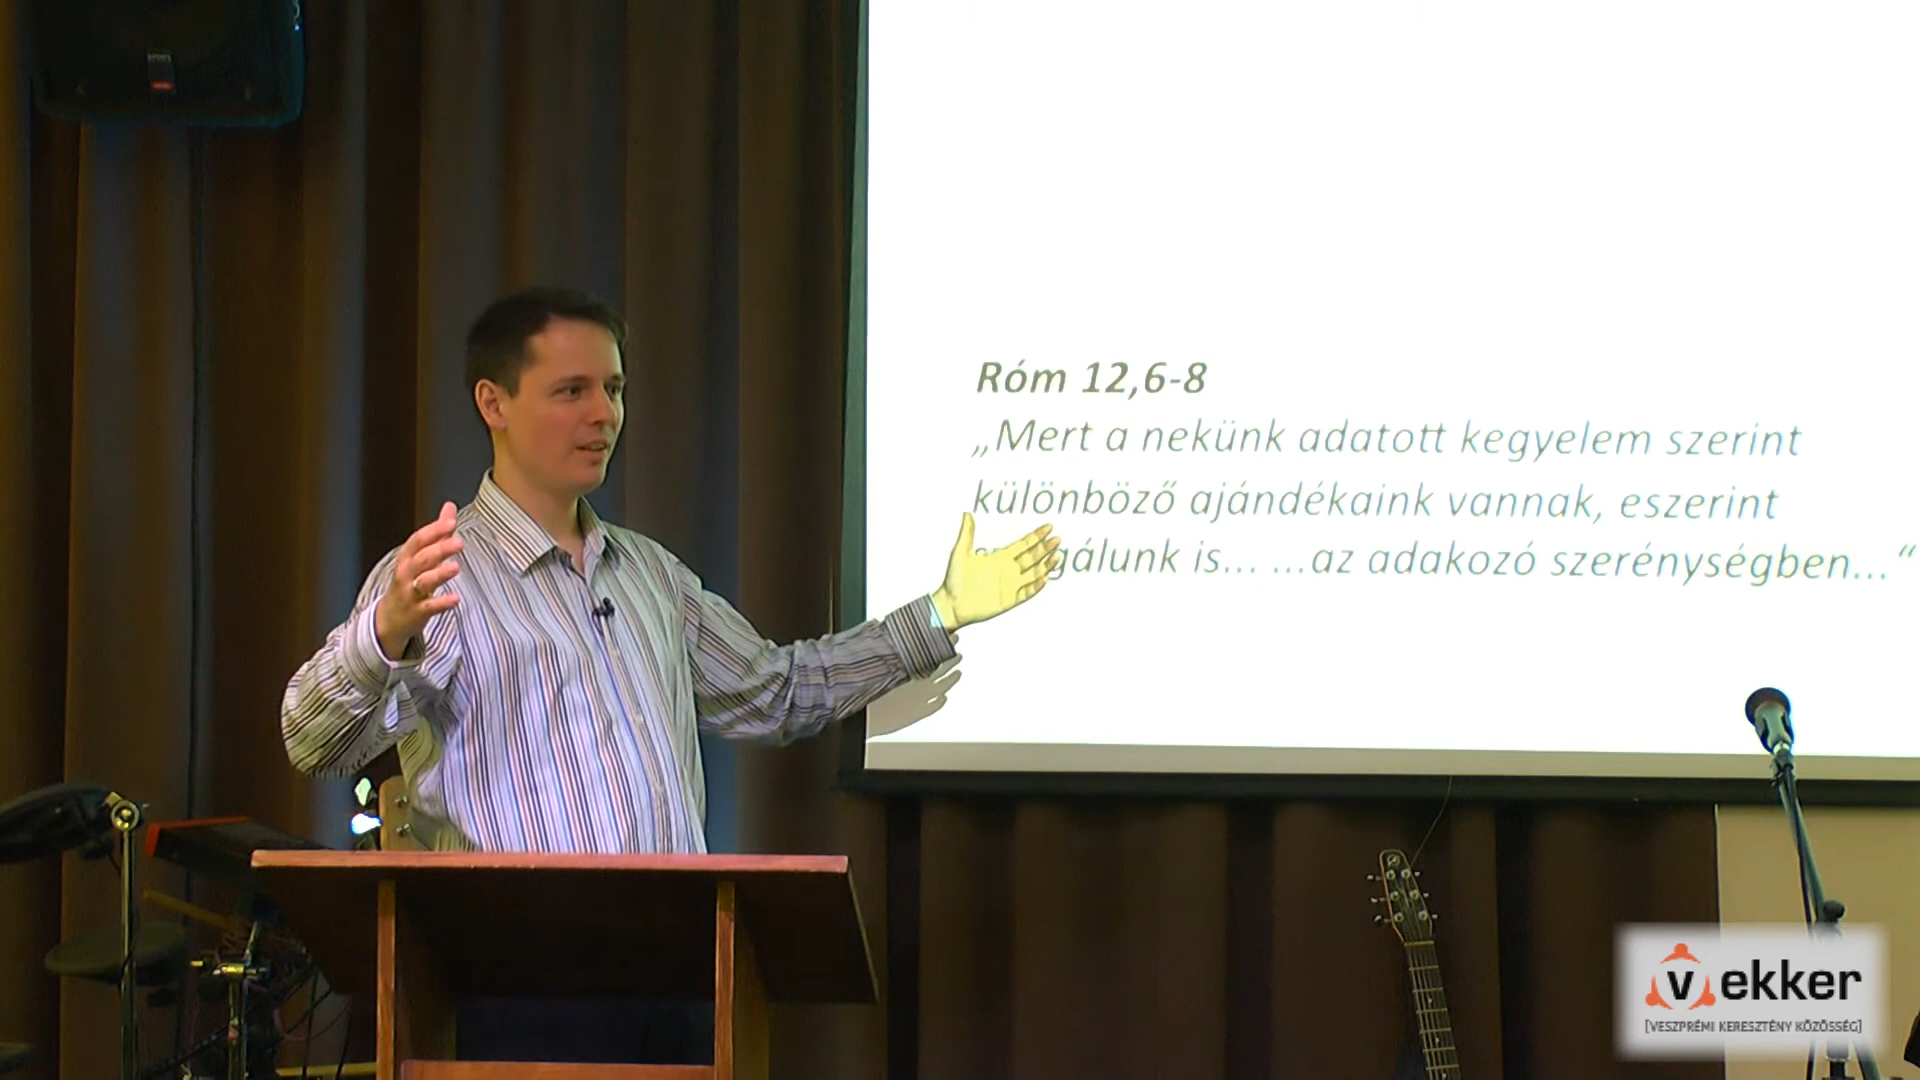 Róm 12,6-8
„Mert a nekünk adatott kegyelem szerint
különböző ajándékaink vannak, eszerint
gálunk is... ...az adakozó szerénységben...“
vekker
[VESZPRÉMI KERESZTÉNY KÖZÖSSÉG]